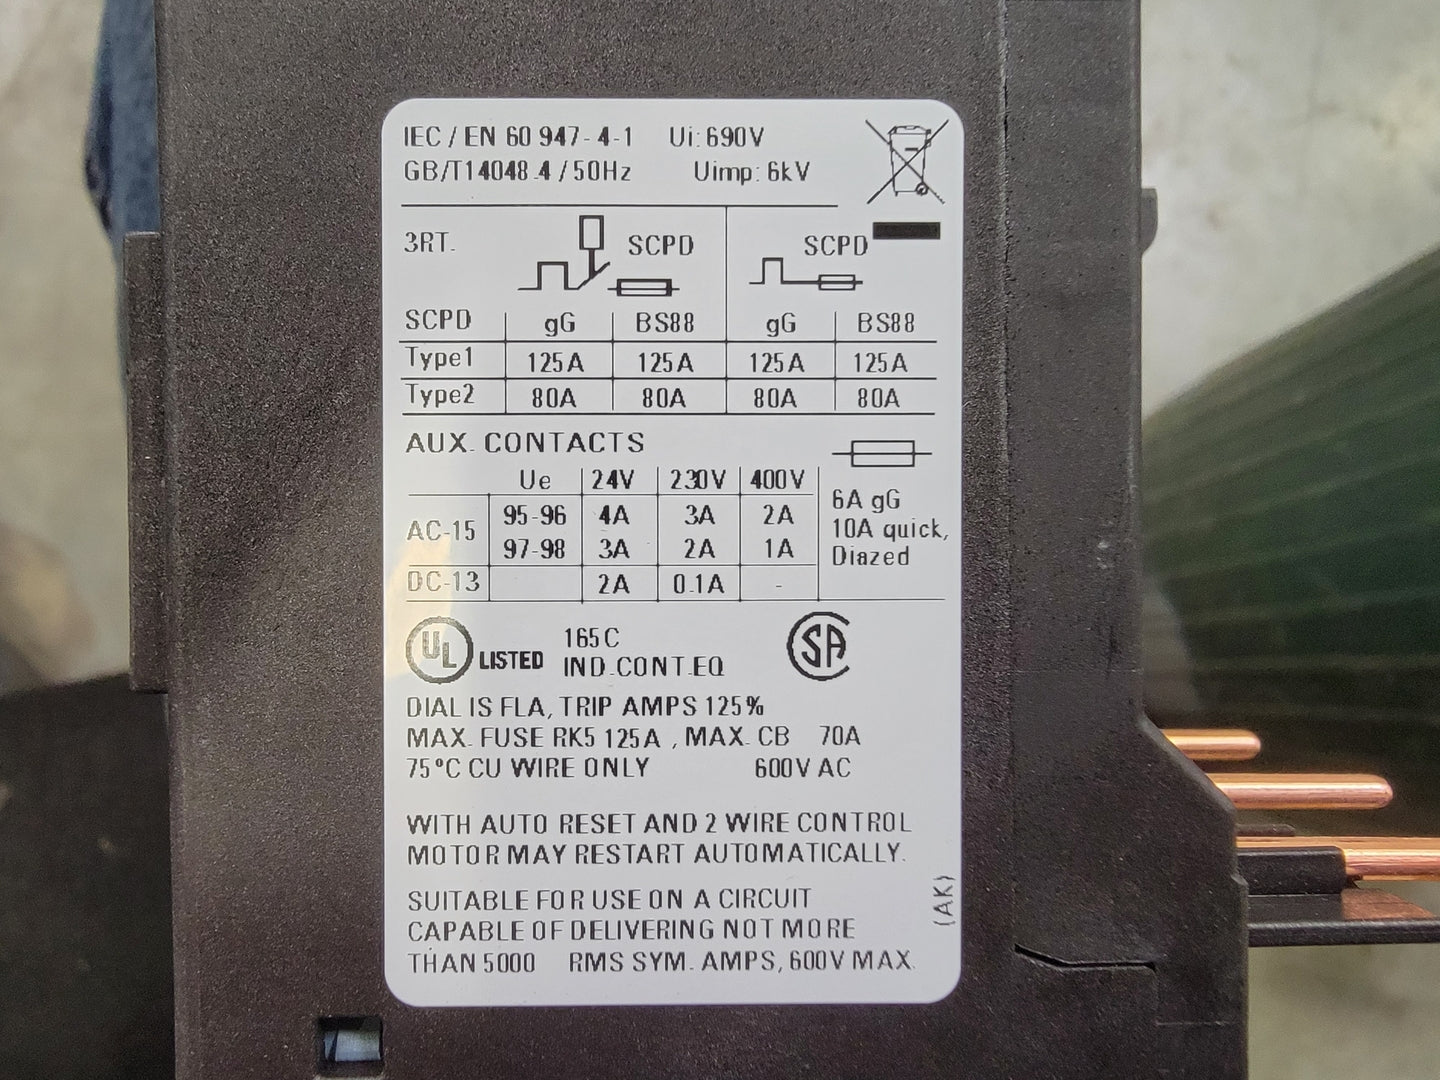 IEC / EN 60 947-4-1 Ui: 690V
GB/T14048.4 / 50Hz Uimp: 6kV
3RT. SCPD SCPD
SCPD gG BS88 gG BS88
Type1 125A 125A 125A 125A
Type2 80A 80A 80A 80A
AUX. CONTACTS
Ue 24V 230V 400V
AC-15 95-96 4A 3A 2A
97-98 3A 2A 1A
DC-13 2A 0.1A -
6A gG
10A quick,
Diazed
UL LISTED 165C
IND.CONT.EQ
SA
DIAL IS FLA, TRIP AMPS 125%
MAX. FUSE RK5 125A , MAX. CB 70A
75°C CU WIRE ONLY 600V AC
WITH AUTO RESET AND 2 WIRE CONTROL
MOTOR MAY RESTART AUTOMATICALLY.
SUITABLE FOR USE ON A CIRCUIT
CAPABLE OF DELIVERING NOT MORE
THAN 5000 RMS SYM. AMPS, 600V MAX.
(AK)